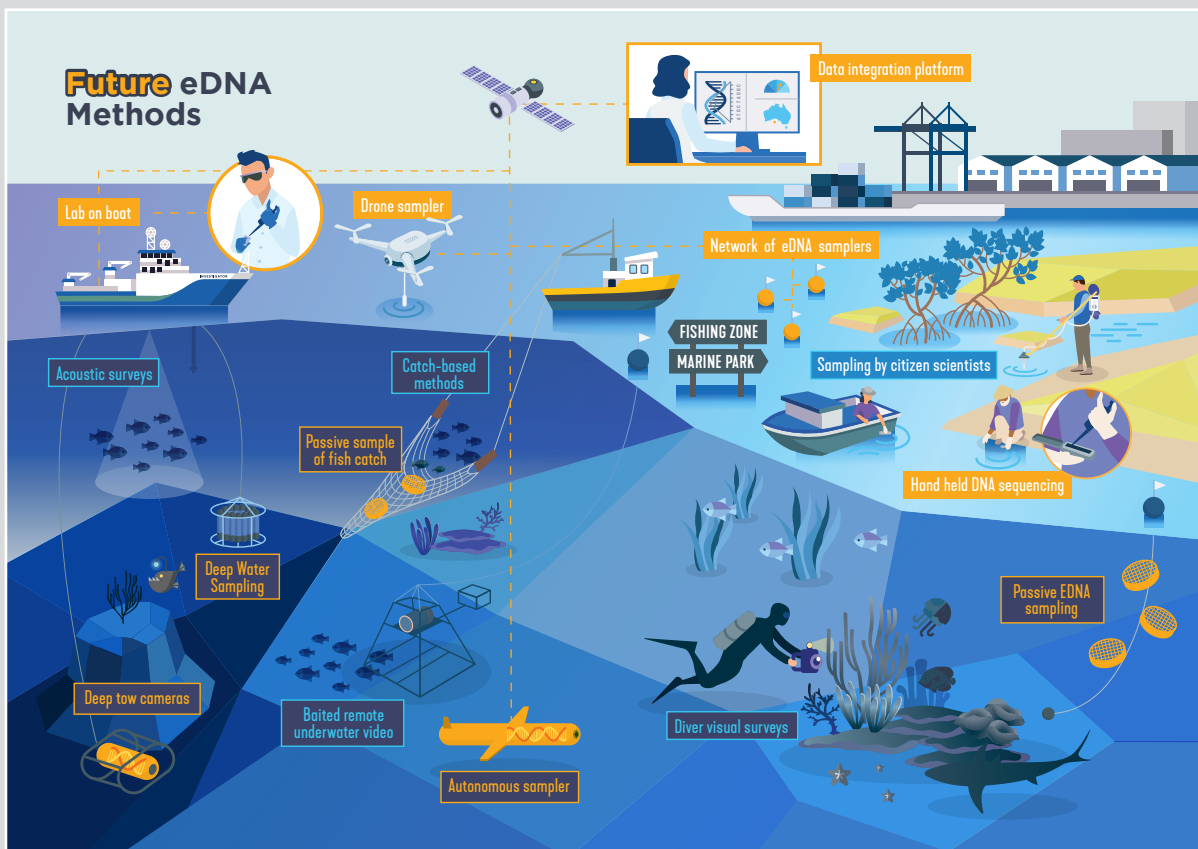 Future eDNA
Methods
Data integration platform
Lab on boat
Drone sampler
Network of eDNA samplers
INVESTIGATOR
FISHING ZONE
MARINE PARK
Sampling by citizen scientists
Acoustic surveys
Catch-based
methods
Passive sample
of fish catch
Hand held DNA sequencing
Deep Water
Sampling
Passive EDNA
sampling
Deep tow cameras
Baited remote
underwater video
Diver visual surveys
Autonomous sampler